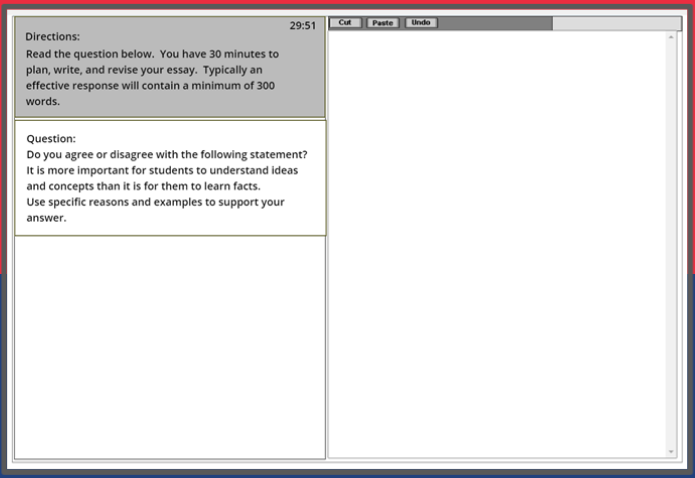 29:51
Directions:
Read the question below. You have 30 minutes to
plan, write, and revise your essay. Typically an
effective response will contain a minimum of 300
words.
Question:
Do you agree or disagree with the following statement?
It is more important for students to understand ideas
and concepts than it is for them to learn facts.
Use specific reasons and examples to support your
answer.
Cut Paste Undo